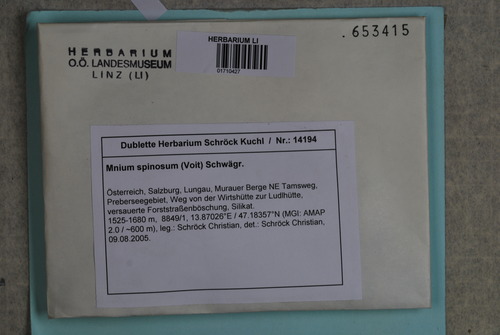 HERBARIUM
O.Ö. LANDESMUSEUM
LINZ (LI)
HERBARIUM LI
01710427
. 653415
Dublette Herbarium Schröck Kuchl / Nr.: 14194
Mnium spinosum (Voit) Schwägr.
Österreich, Salzburg, Lungau, Murauer Berge NE Tamsweg,
Preberseegebiet, Weg von der Wirtshütte zur Ludlhütte,
versauerte Forststraßenböschung, Silikat.
1525-1680 m, 8849/1, 13.87026°E / 47.18357°N (MGI: AMAP
2.0 / ~600 m), leg.: Schröck Christian, det.: Schröck Christian,
09.08.2005.